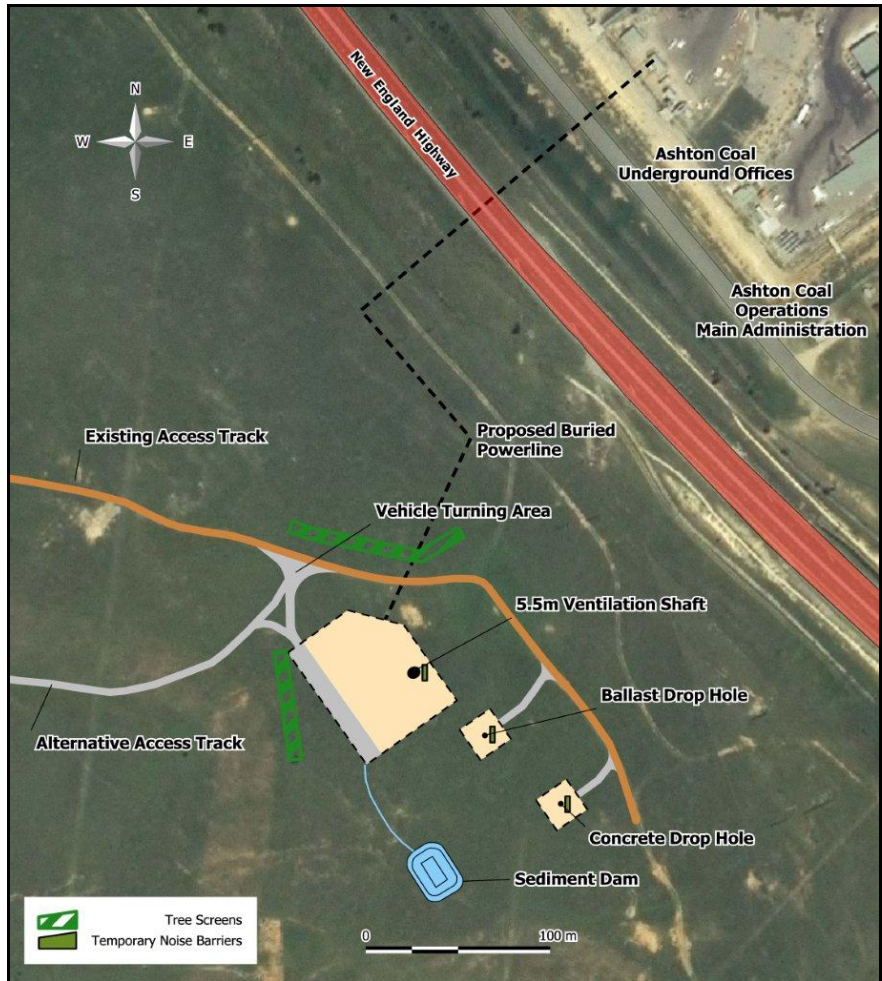 New England Highway
N
W
E
S
Ashton Coal
Underground Offices
Ashton Coal
Operations
Main Administration
Existing Access Track
Proposed Buried
Powerline
Vehicle Turning Area
5.5m Ventilation Shaft
Ballast Drop Hole
Alternative Access Track
Concrete Drop Hole
Sediment Dam
Tree Screens
Temporary Noise Barriers
0
100 m